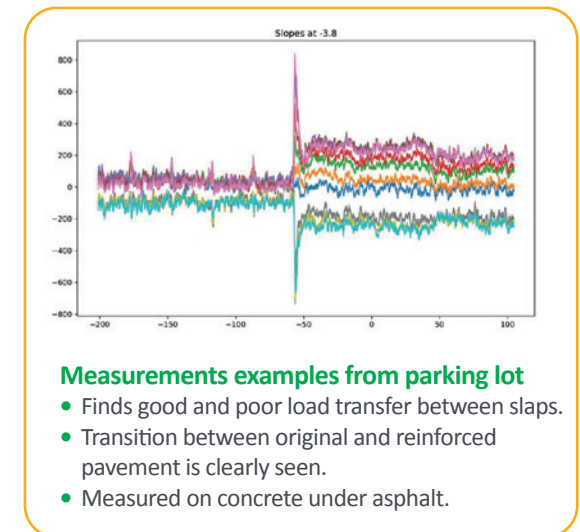 Slopes at -3.8
800
600
400
200
0
−200
−400
−600
−800
−200 −150 −100 −50 0 50 100
Measurements examples from parking lot
• Finds good and poor load transfer between slaps.
• Transition between original and reinforced
pavement is clearly seen.
• Measured on concrete under asphalt.